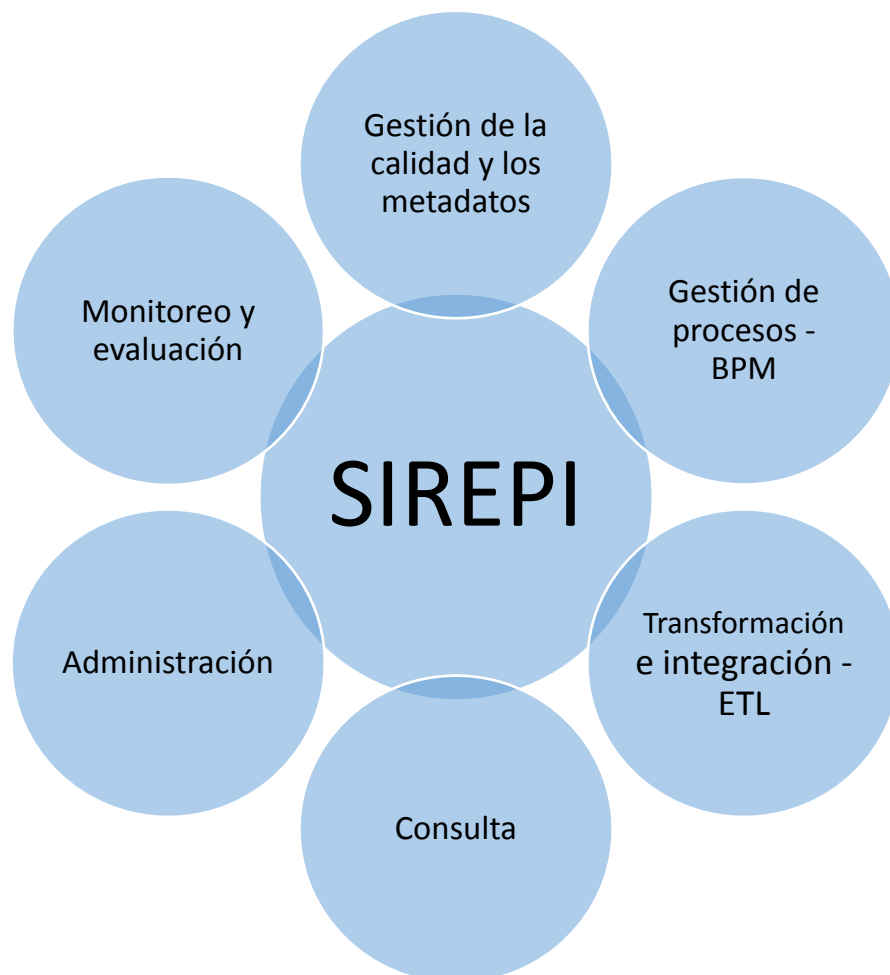 Gestión de la
calidad y los
metadatos
Gestión de
procesos -
BPM
Transformación
e integración -
ETL
Consulta
Administración
Monitoreo y
evaluación
SIREPI